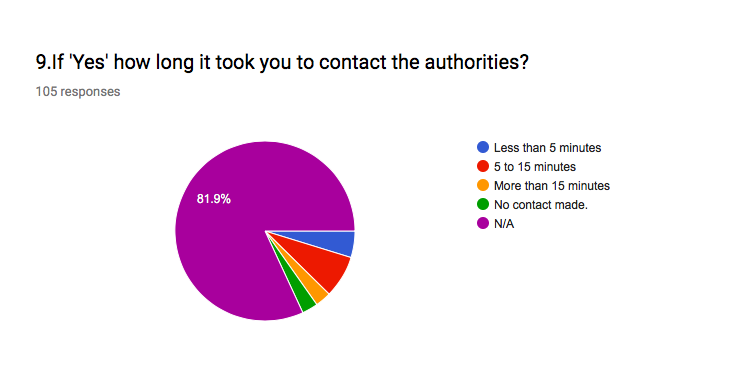 9.If 'Yes' how long it took you to contact the authorities?
105 responses
81.9%
Less than 5 minutes
5 to 15 minutes
More than 15 minutes
No contact made.
N/A